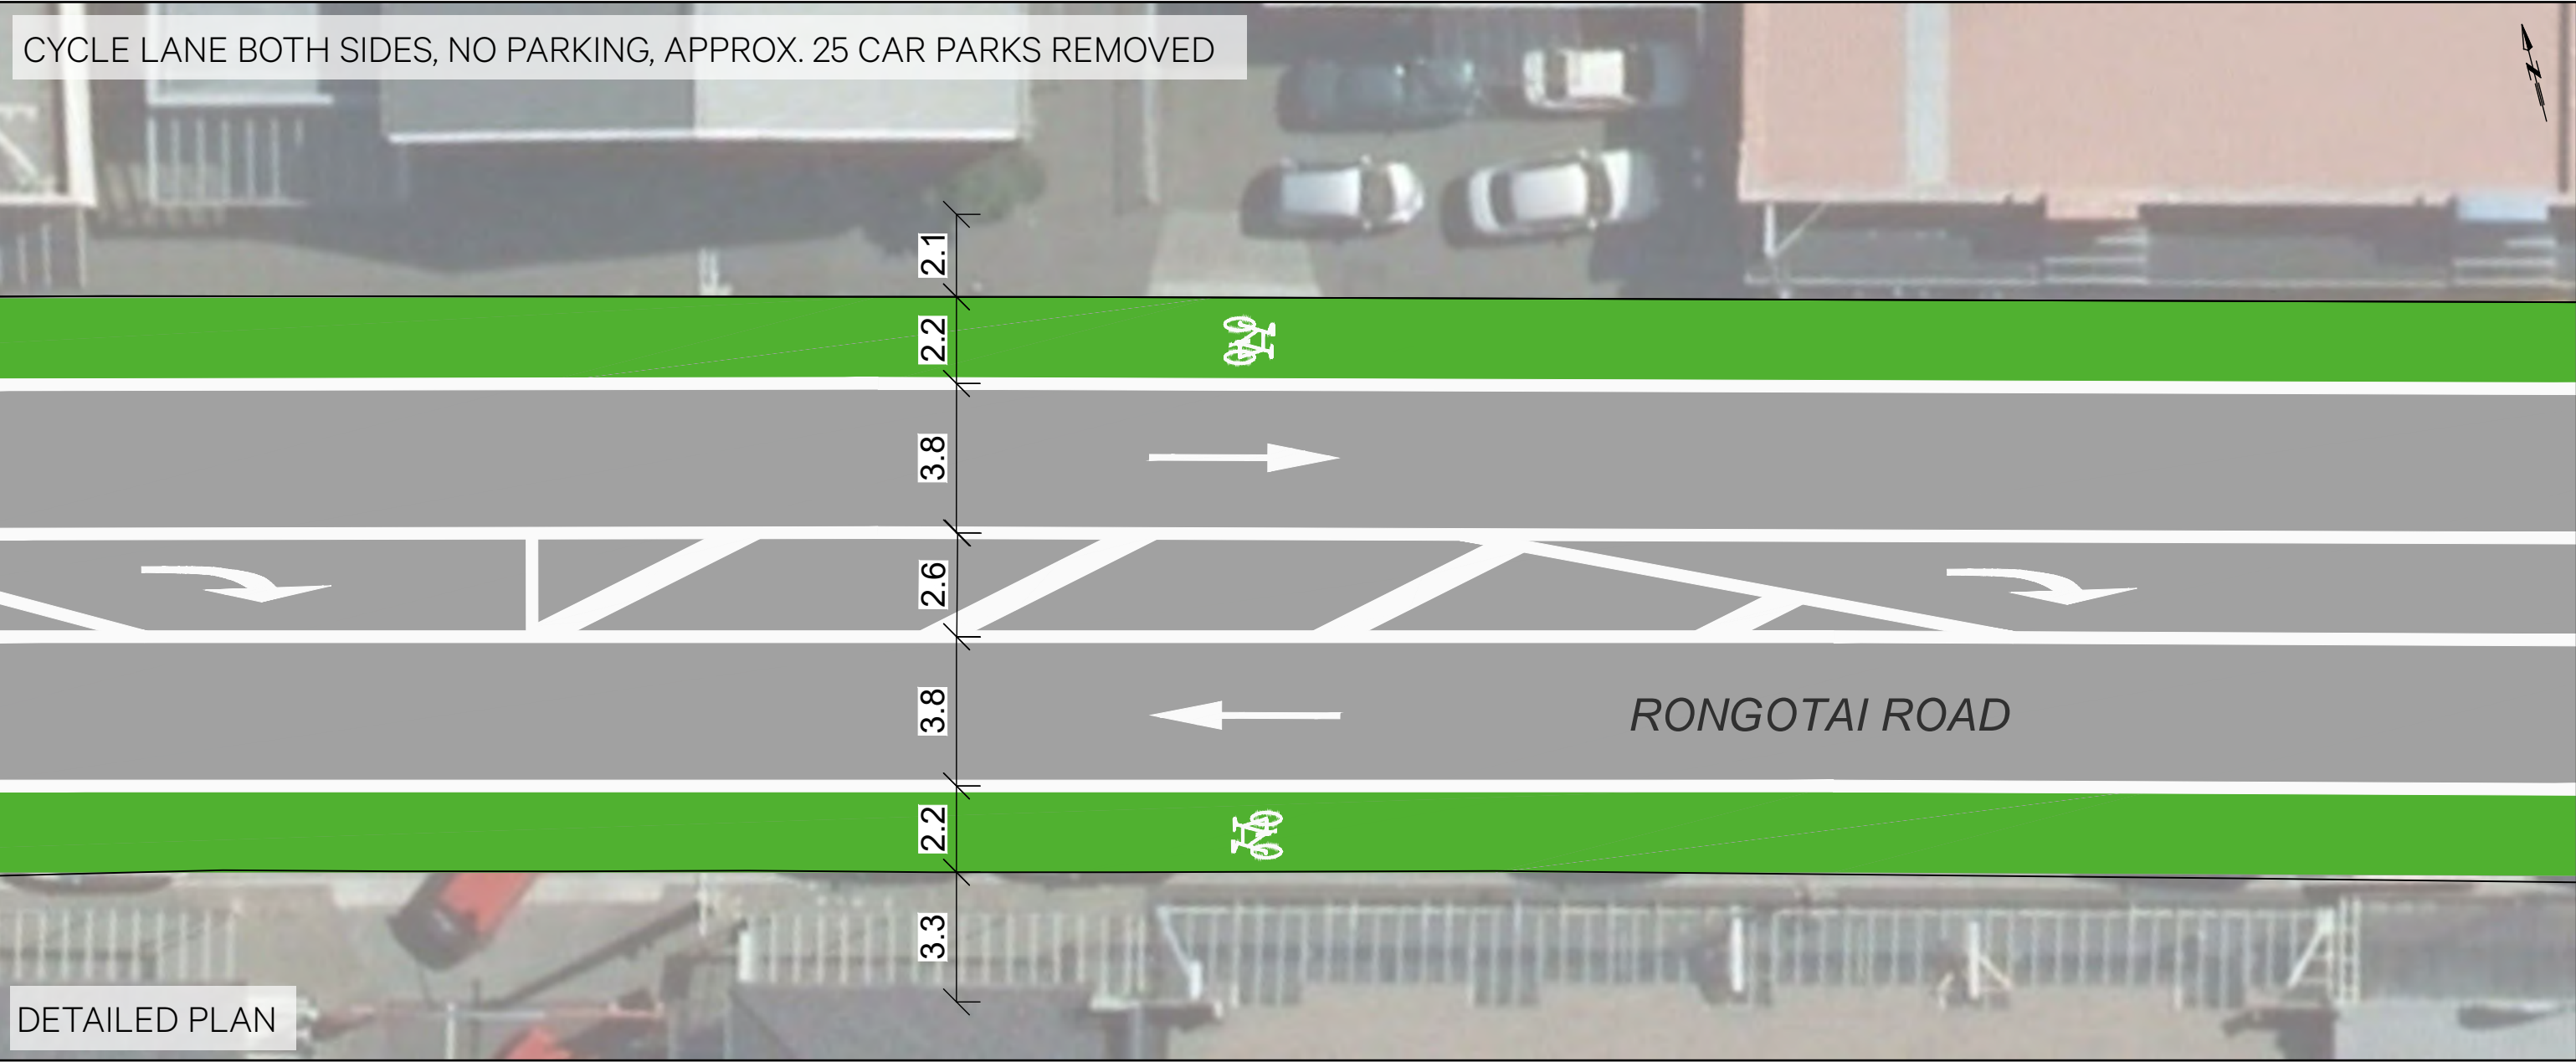 CYCLE LANE BOTH SIDES, NO PARKING, APPROX. 25 CAR PARKS REMOVED
N
2.1
2.2
3.8
2.6
3.8
RONGOTAI ROAD
2.2
3.3
DETAILED PLAN